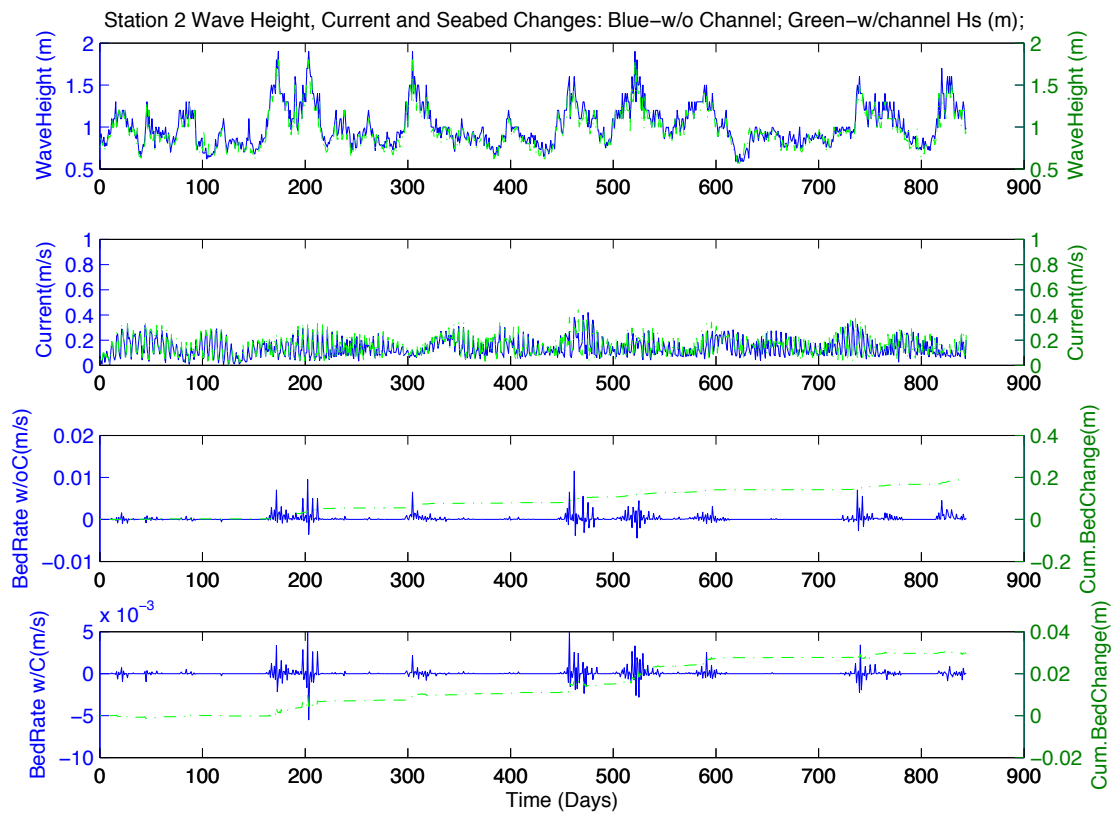 Station 2 Wave Height, Current and Seabed Changes: Blue−w/o Channel; Green−w/channel Hs (m);
WaveHeight (m)
2
1.5
1
0.5
2
1.5
1
0.5
WaveHeight (m)
0 100 200 300 400 500 600 700 800 900
Current(m/s)
1
0.8
0.6
0.4
0.2
0
1
0.8
0.6
0.4
0.2
0
Current(m/s)
0 100 200 300 400 500 600 700 800 900
BedRate w/oC(m/s)
0.02
0.01
0
−0.01
0.4
0.2
0
−0.2
Cum.BedChange(m)
0 100 200 300 400 500 600 700 800 900
x 10−3
BedRate w/C(m/s)
5
0
−5
−10
0.04
0.02
0
−0.02
Cum.BedChange(m)
0 100 200 300 400 500 600 700 800 900
Time (Days)